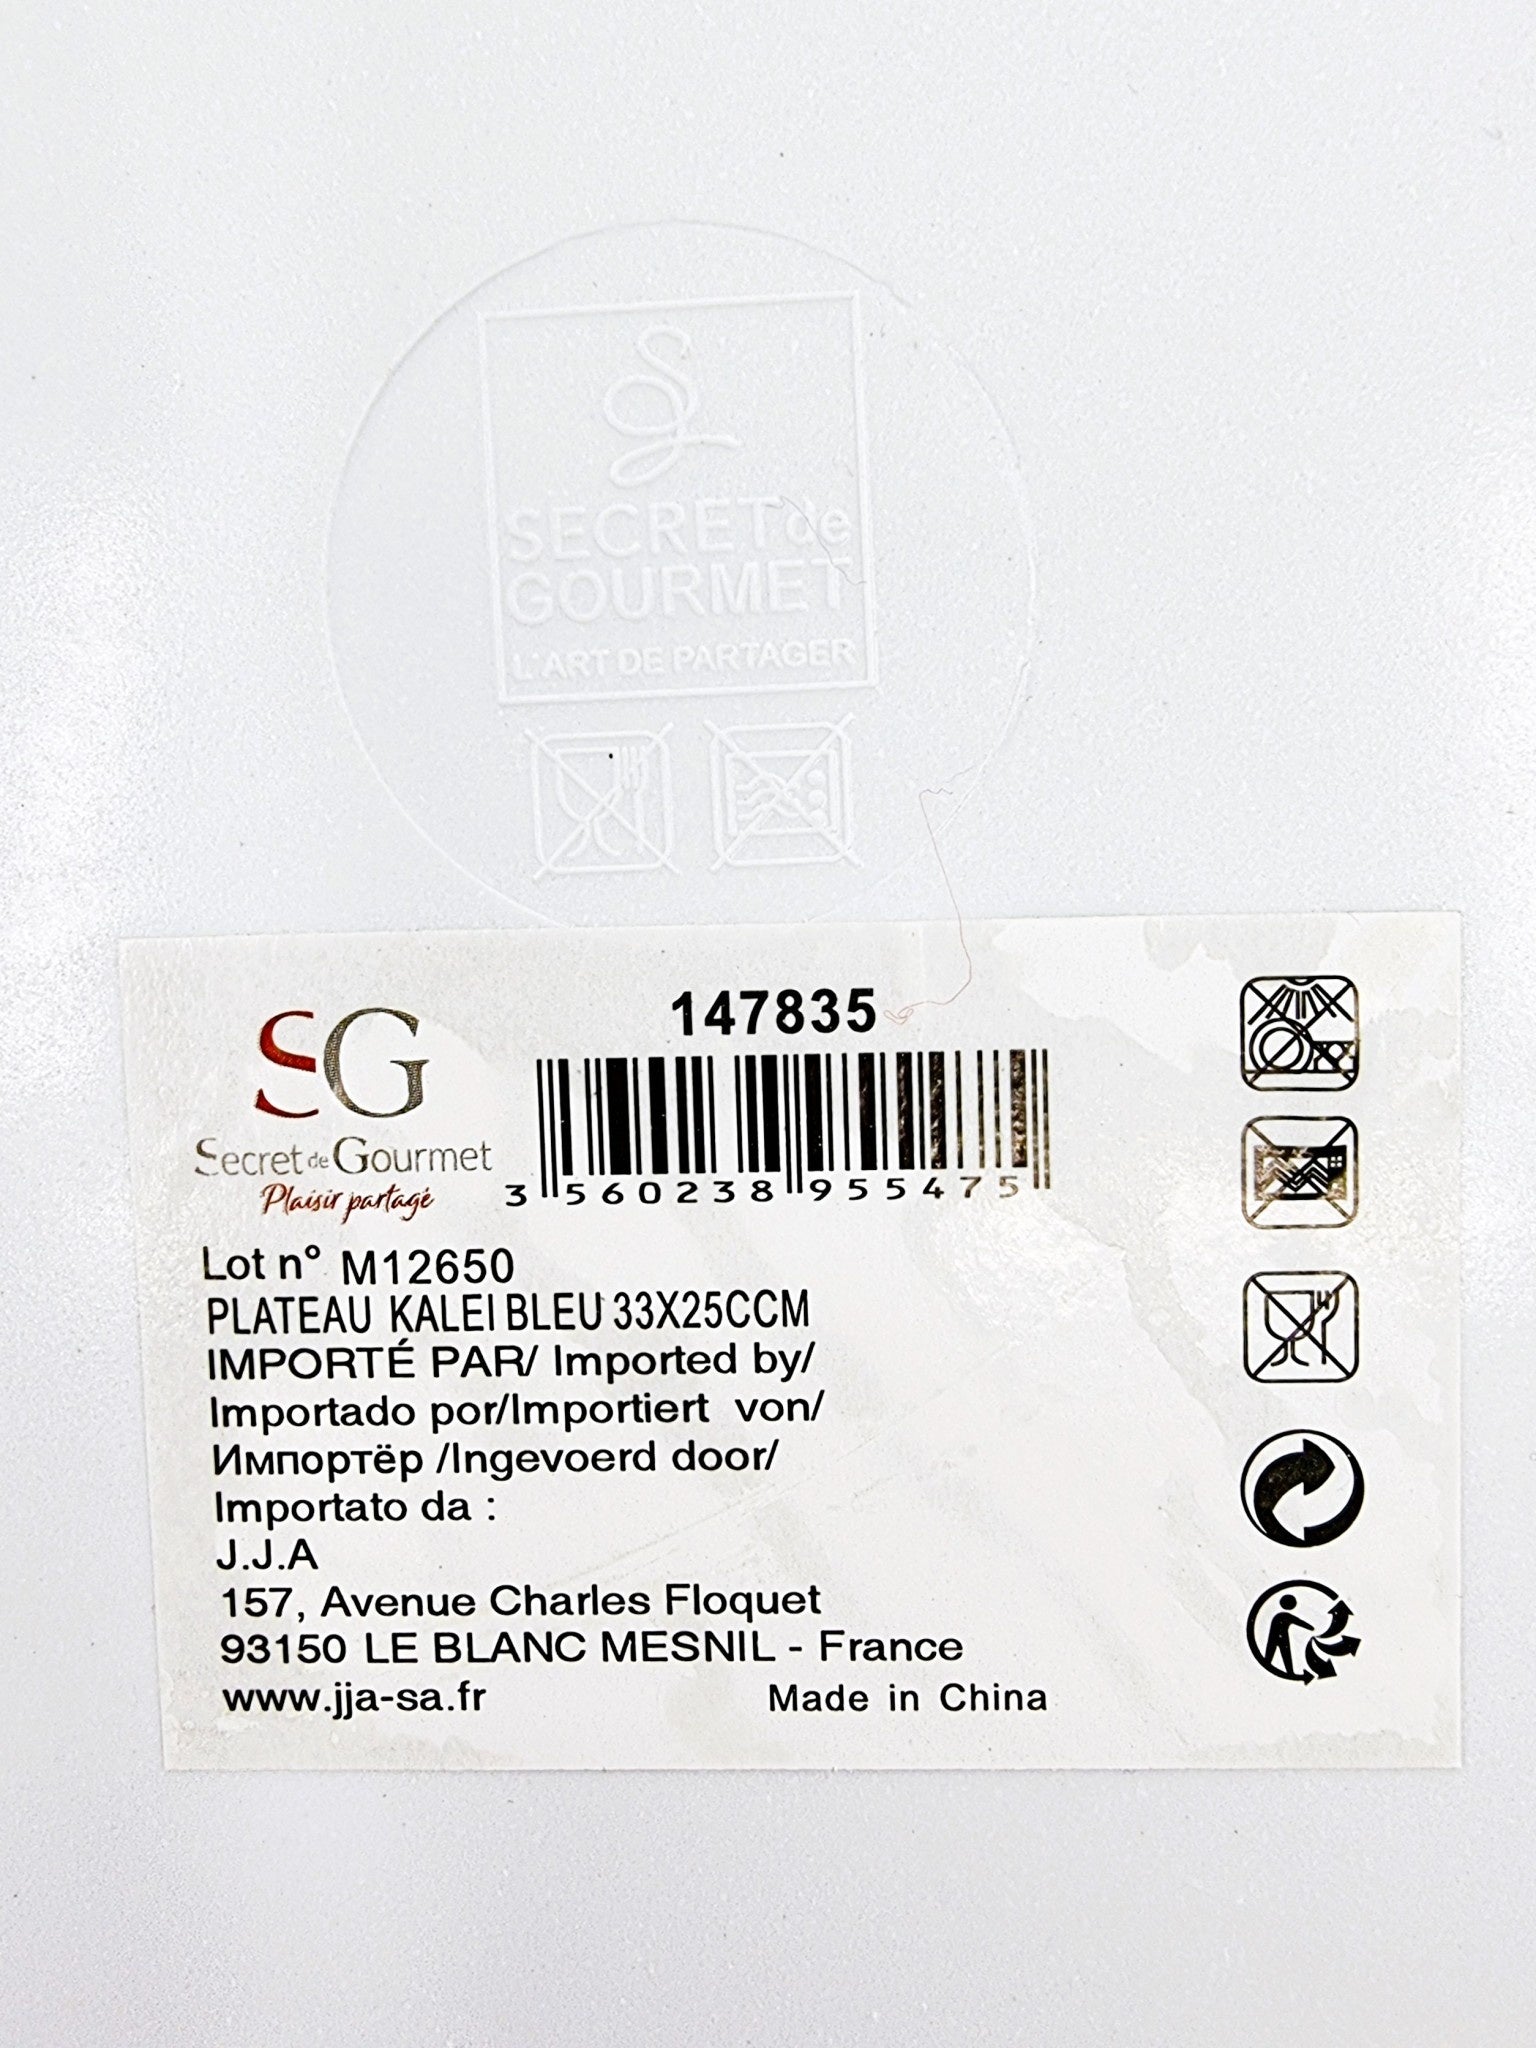 SECRET de
GOURMET
L'ART DE PARTAGER
147835
SG
Secret de Gourmet
Plaisir partagé
3 560238 955475
Lot n° M12650
PLATEAU KALEI BLEU 33X25CCM
IMPORTÉ PAR/ Imported by/
Importado por/Importiert von/
Импортёр /Ingevoerd door/
Importato da :
J.J.A
157, Avenue Charles Floquet
93150 LE BLANC MESNIL - France
www.jja-sa.fr Made in China